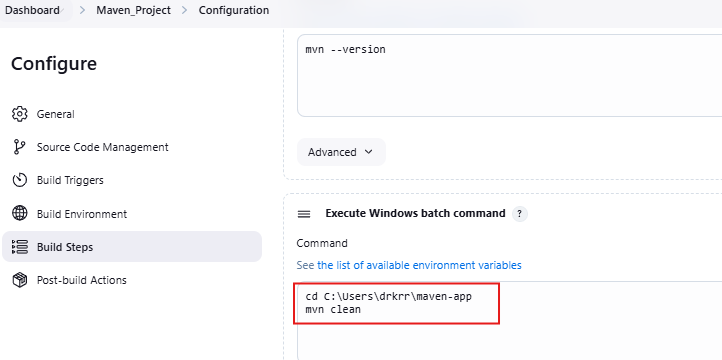 Dashboard > Maven_Project > Configuration
Configure
General
Source Code Management
Build Triggers
Build Environment
Build Steps
Post-build Actions
mvn --version
Advanced
Execute Windows batch command ?
Command
See the list of available environment variables
cd C:\Users\drkrr\maven-app
mvn clean